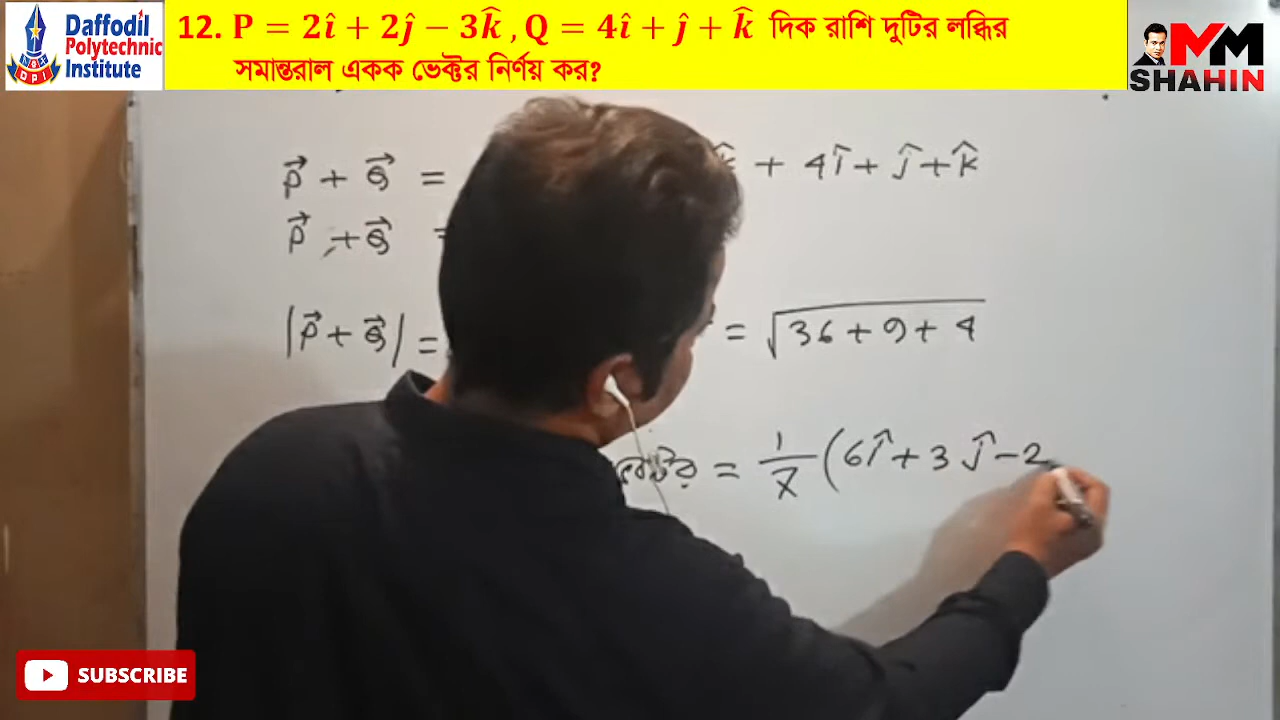 Daffodil
Polytechnic
Institute
DPI
12. P = 2î + 2ĵ − 3k̂ , Q = 4î + ĵ + k̂ দিক রাশি দুটির লব্ধির
সমান্তরাল একক ভেক্টর নির্ণয় কর?
MM
SHAHIN
P⃗ + Q⃗ = k̂ + 4î + ĵ + k̂
P⃗ + Q⃗ =
|P⃗ + Q⃗| = = √36 + 9 + 4
= 1/7 (6î + 3ĵ − 2
SUBSCRIBE